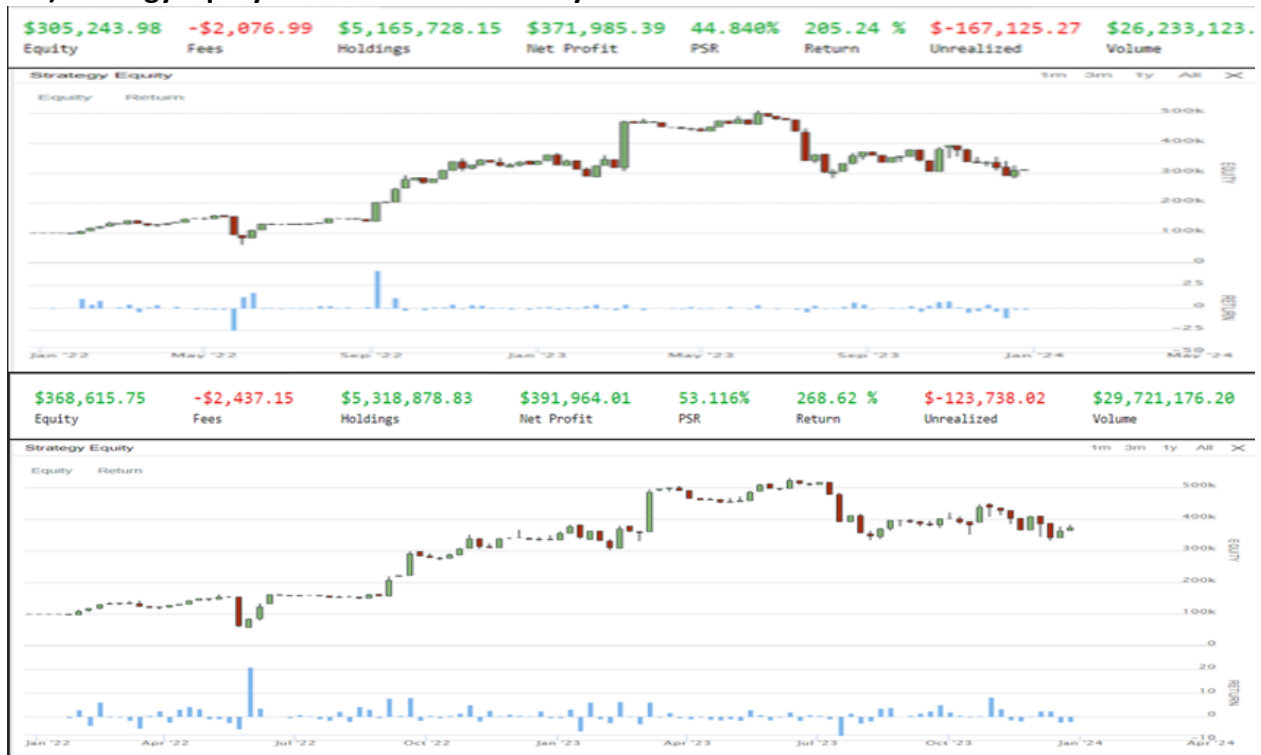 $305,243.98 -$2,076.99 $5,165,728.15 $371,985.39 44.840% 205.24 % $-167,125.27 $26,233,123.
Equity Fees Holdings Net Profit PSR Return Unrealized Volume
Strategy Equity 1m 3m 1y All
Equity Return
500k
400k
300k
EQUITY
200k
100k
0
25
0
RETURN
-25
-50
Jan '22 May '22 Sep '22 Jan '23 May '23 Sep '23 Jan '24 May '24
$368,615.75 -$2,437.15 $5,318,878.83 $391,964.01 53.116% 268.62 % $-123,738.02 $29,721,176.20
Equity Fees Holdings Net Profit PSR Return Unrealized Volume
Strategy Equity 1m 3m 1y All
Equity Return
500k
400k
300k
EQUITY
200k
100k
0
20
10
RETURN
0
-10
Jan '22 Apr '22 Jul '22 Oct '22 Jan '23 Apr '23 Jul '23 Oct '23 Jan '24 Apr '24